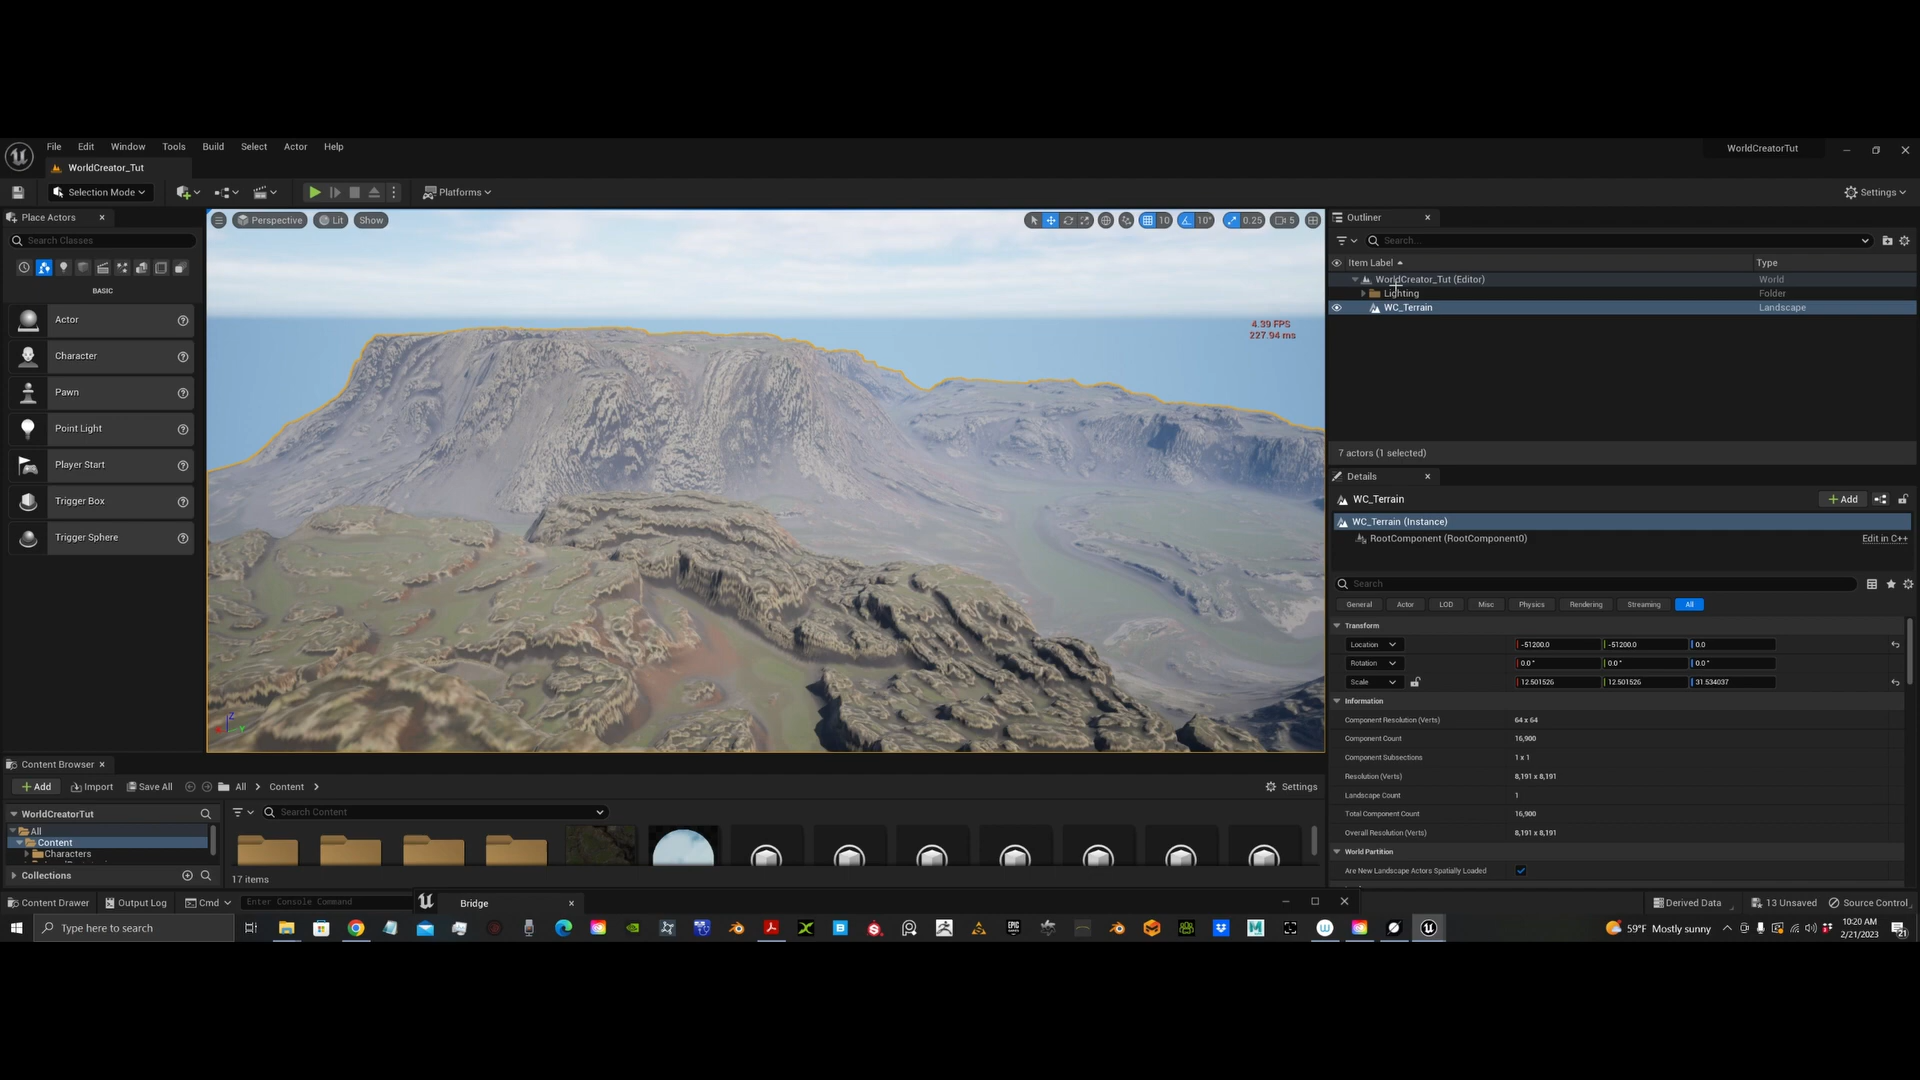 File Edit Window Tools Build Select Actor Help
WorldCreatorTut
WorldCreator_Tut
Selection Mode
Platforms
Settings
Place Actors
Search Classes
BASIC
Actor
Character
Pawn
Point Light
Player Start
Trigger Box
Trigger Sphere
Perspective Lit Show
10 10° 0.25 5
4.39 FPS
227.94 ms
Z
Y
Outliner
Search...
Item Label Type
WorldCreator_Tut (Editor) World
Lighting Folder
WC_Terrain Landscape
7 actors (1 selected)
Details
WC_Terrain
+ Add
WC_Terrain (Instance)
RootComponent (RootComponent0) Edit in C++
Search
General Actor LOD Misc Physics Rendering Streaming All
Transform
Location -51200.0 -51200.0 0.0
Rotation 0.0° 0.0° 0.0°
Scale 12.501526 12.501526 31.534037
Information
Component Resolution (Verts) 64 x 64
Component Count 16,900
Component Subsections 1 x 1
Resolution (Verts) 8,191 x 8,191
Landscape Count 1
Total Component Count 16,900
Overall Resolution (Verts) 8,191 x 8,191
World Partition
Are New Landscape Actors Spatially Loaded
Content Browser
+ Add Import Save All All > Content > Settings
WorldCreatorTut
All
Content
Characters
Collections
Search Content
17 items
Content Drawer Output Log Cmd Enter Console Command
Bridge
Derived Data 13 Unsaved Source Control
Type here to search
59°F Mostly sunny
10:20 AM
2/21/2023
21